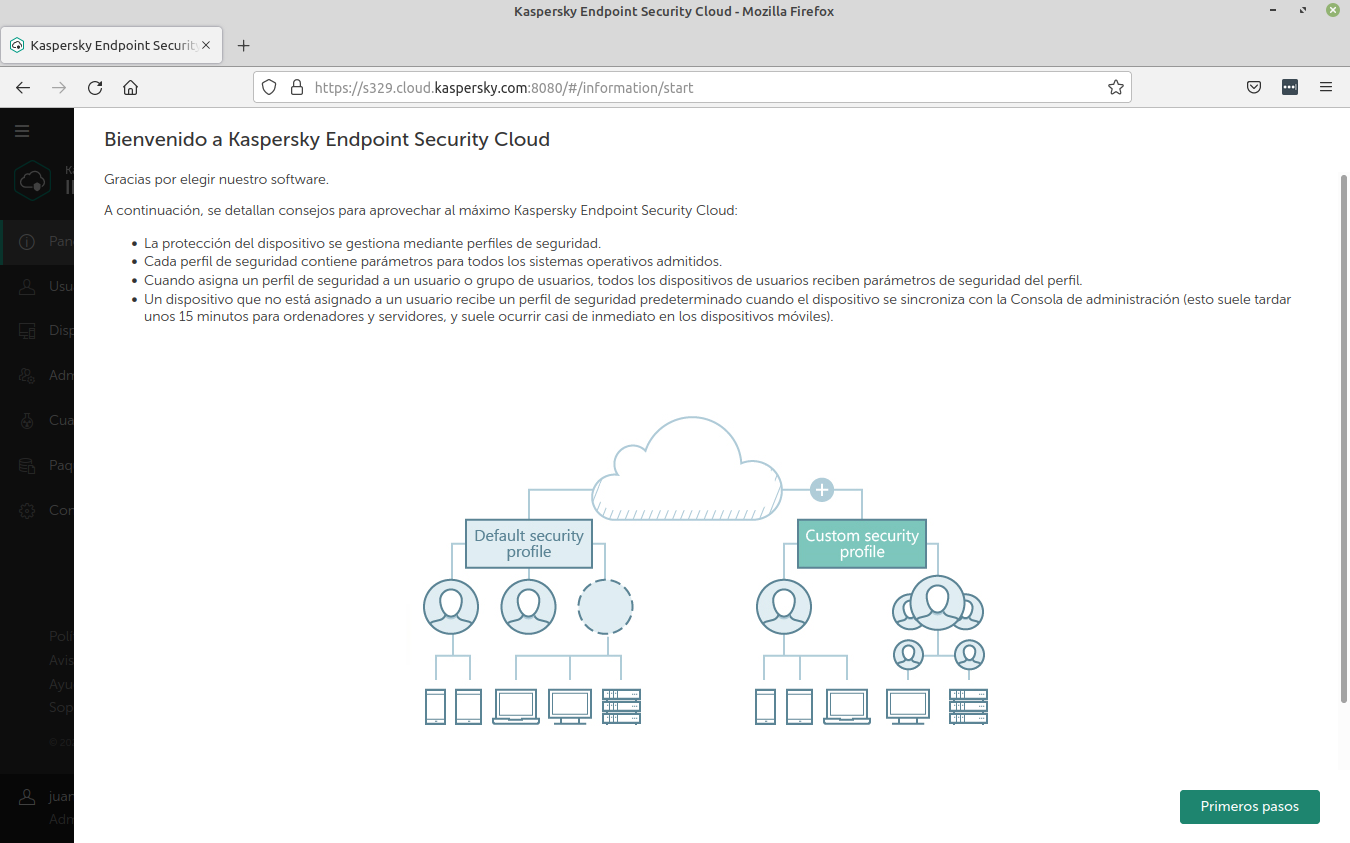 Kaspersky Endpoint Security Cloud - Mozilla Firefox
Kaspersky Endpoint Securit
https://s329.cloud.kaspersky.com:8080/#/information/start
Bienvenido a Kaspersky Endpoint Security Cloud
Gracias por elegir nuestro software.
A continuación, se detallan consejos para aprovechar al máximo Kaspersky Endpoint Security Cloud:
• La protección del dispositivo se gestiona mediante perfiles de seguridad.
• Cada perfil de seguridad contiene parámetros para todos los sistemas operativos admitidos.
• Cuando asigna un perfil de seguridad a un usuario o grupo de usuarios, todos los dispositivos de usuarios reciben parámetros de seguridad del perfil.
• Un dispositivo que no está asignado a un usuario recibe un perfil de seguridad predeterminado cuando el dispositivo se sincroniza con la Consola de administración (esto suele tardar
unos 15 minutos para ordenadores y servidores, y suele ocurrir casi de inmediato en los dispositivos móviles).
Default security
profile
Custom security
profile
Pan
Usu
Disp
Adm
Cua
Paq
Con
Polí
Avis
Ayu
Sop
© 202
juan
Adm
Primeros pasos